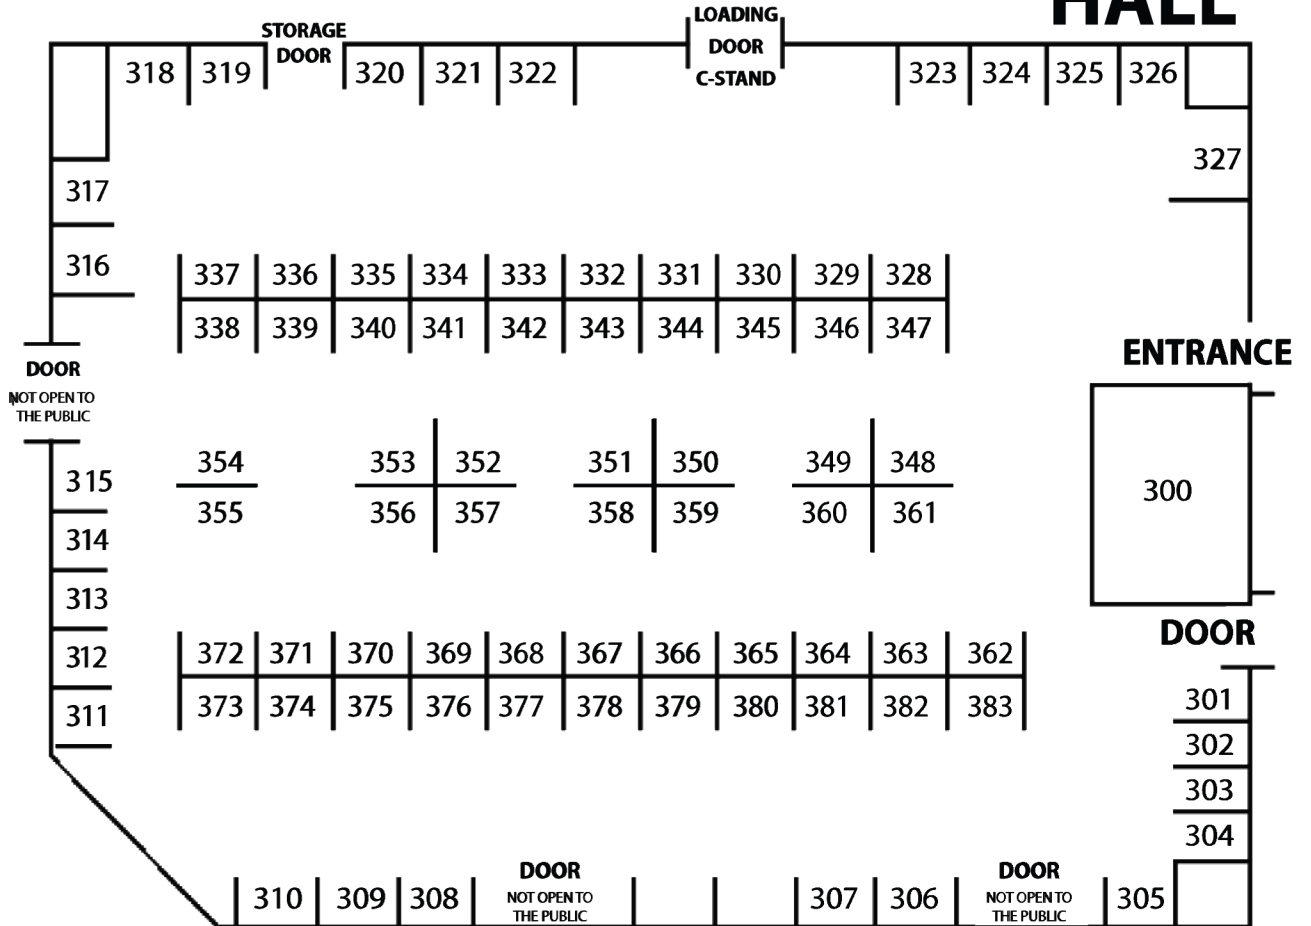 HALL
STORAGE
DOOR
LOADING
DOOR
C-STAND
318 319 320 321 322 323 324 325 326
327
317
316
337 336 335 334 333 332 331 330 329 328
338 339 340 341 342 343 344 345 346 347
ENTRANCE
DOOR
NOT OPEN TO
THE PUBLIC
354 353 352 351 350 349 348
355 356 357 358 359 360 361
300
315
314
313
312
311
DOOR
372 371 370 369 368 367 366 365 364 363 362
373 374 375 376 377 378 379 380 381 382 383
301
302
303
304
310 309 308
DOOR
NOT OPEN TO
THE PUBLIC
307 306
DOOR
NOT OPEN TO
THE PUBLIC
305